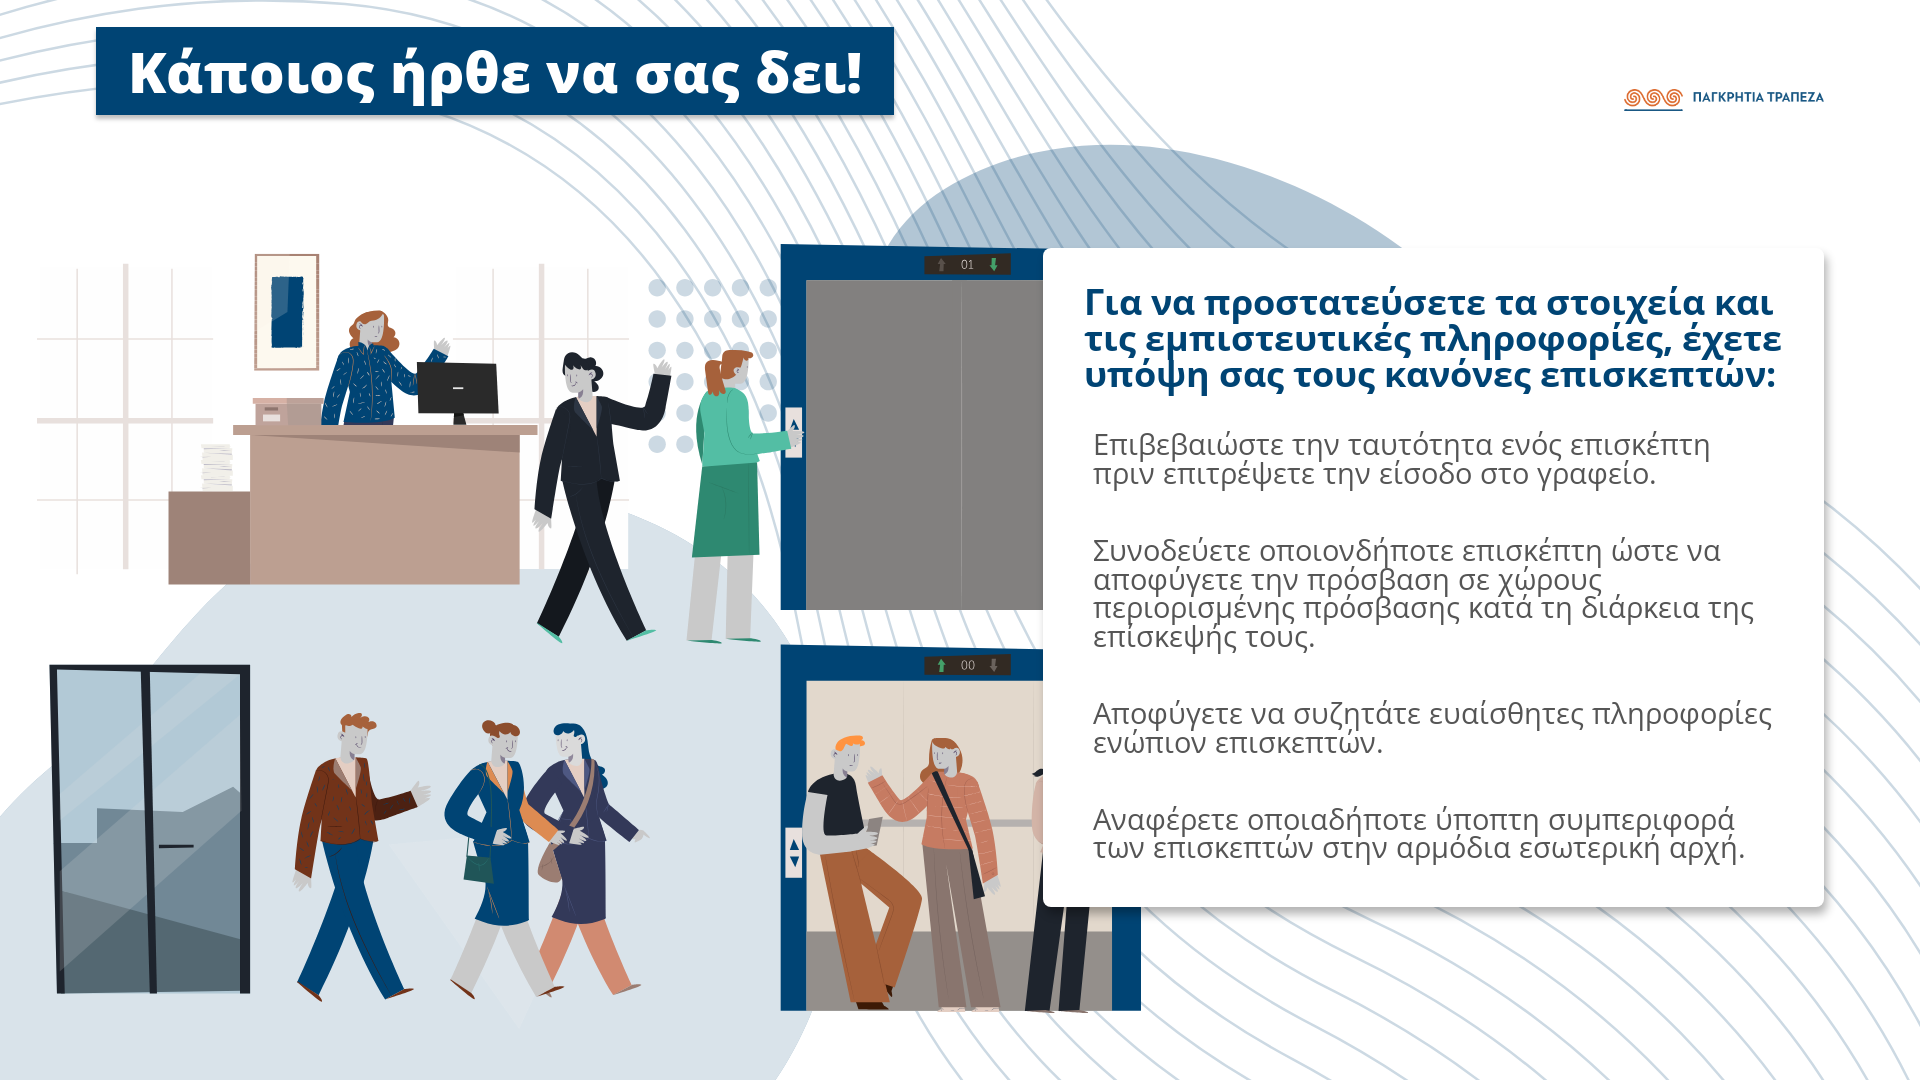 Κάποιος ήρθε να σας δει!
ΠΑΓΚΡΗΤΙΑ ΤΡΑΠΕΖΑ
01
Για να προστατεύσετε τα στοιχεία και
τις εμπιστευτικές πληροφορίες, έχετε
υπόψη σας τους κανόνες επισκεπτών:
Επιβεβαιώστε την ταυτότητα ενός επισκέπτη
πριν επιτρέψετε την είσοδο στο γραφείο.
Συνοδεύετε οποιονδήποτε επισκέπτη ώστε να
αποφύγετε την πρόσβαση σε χώρους
περιορισμένης πρόσβασης κατά τη διάρκεια της
επίσκεψής τους.
00
Αποφύγετε να συζητάτε ευαίσθητες πληροφορίες
ενώπιον επισκεπτών.
Αναφέρετε οποιαδήποτε ύποπτη συμπεριφορά
των επισκεπτών στην αρμόδια εσωτερική αρχή.